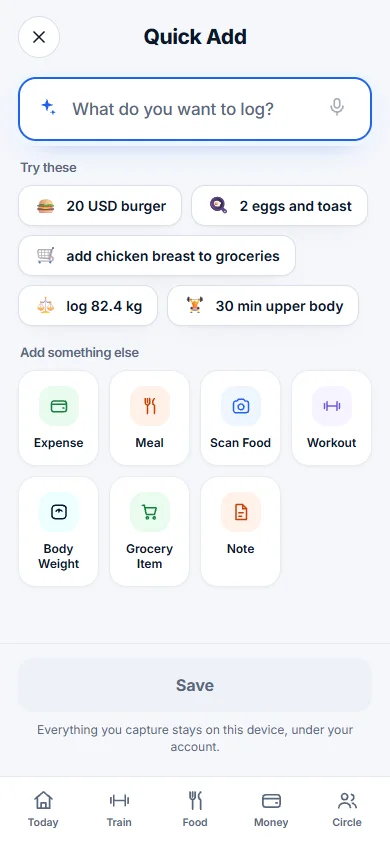 Quick Add
What do you want to log?
Try these
20 USD burger
2 eggs and toast
add chicken breast to groceries
log 82.4 kg
30 min upper body
Add something else
Expense
Meal
Scan Food
Workout
Body
Weight
Grocery
Item
Note
Save
Everything you capture stays on this device, under your
account.
Today
Train
Food
Money
Circle